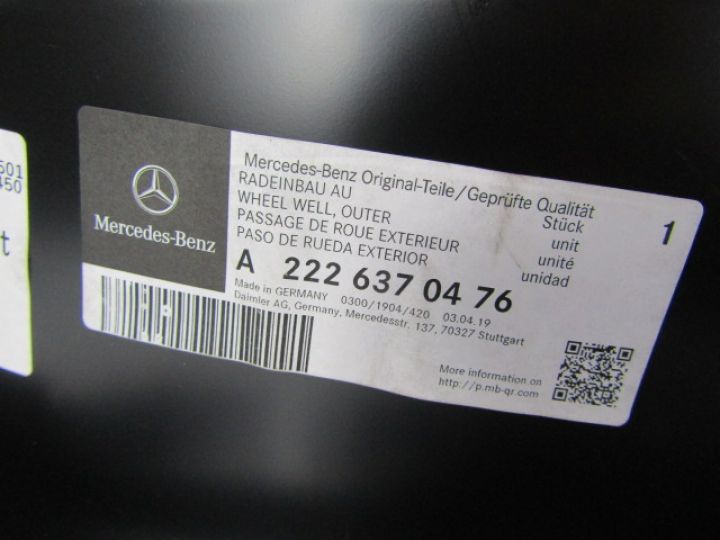 501
450
t
Mercedes-Benz
Mercedes-Benz Original-Teile/Geprüfte Qualität
RADEINBAU AU
WHEEL WELL, OUTER
PASSAGE DE ROUE EXTERIEUR
PASO DE RUEDA EXTERIOR
Stück
unit
unité
unidad
1
A 222 637 04 76
Made in GERMANY 0300/1904/420 03.04.19
Daimler AG, Germany, Mercedesstr. 137, 70327 Stuttgart
More information on
http://p.mb-qr.com